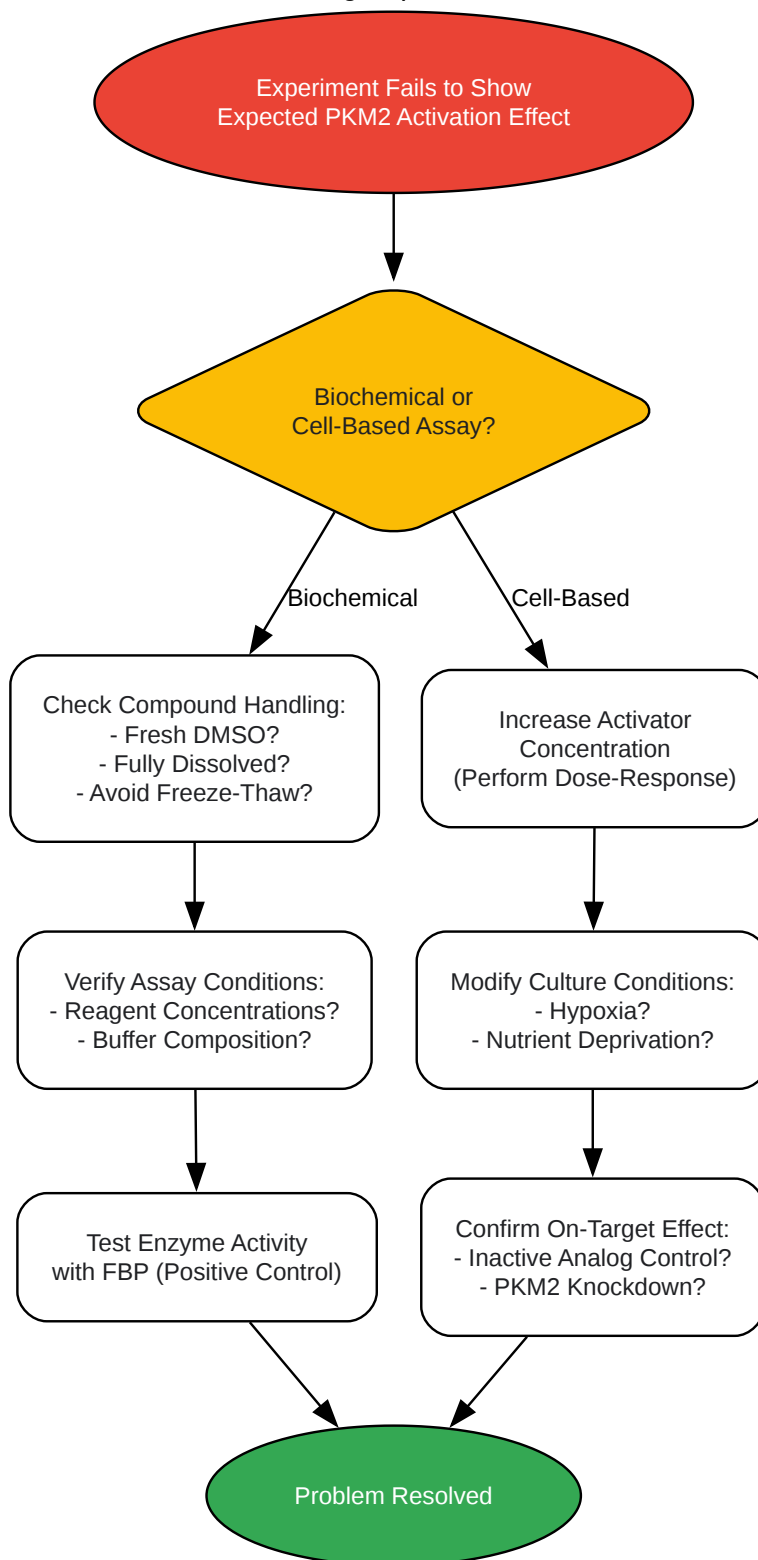 Experiment Fails to Show
Expected PKM2 Activation Effect
Biochemical or
Cell-Based Assay?
Biochemical
Cell-Based
Check Compound Handling:
- Fresh DMSO?
- Fully Dissolved?
- Avoid Freeze-Thaw?
Increase Activator
Concentration
(Perform Dose-Response)
Verify Assay Conditions:
- Reagent Concentrations?
- Buffer Composition?
Modify Culture Conditions:
- Hypoxia?
- Nutrient Deprivation?
Test Enzyme Activity
with FBP (Positive Control)
Confirm On-Target Effect:
- Inactive Analog Control?
- PKM2 Knockdown?
Problem Resolved